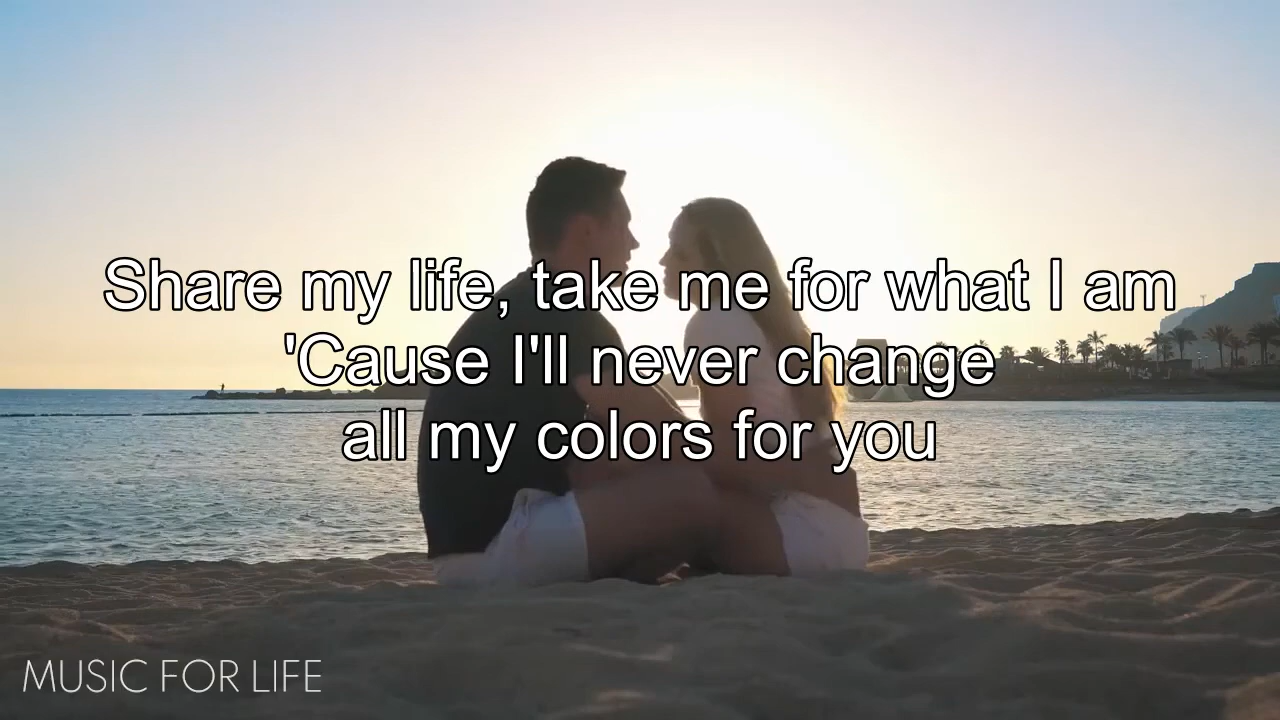 Share my life, take me for what I am
'Cause I'll never change
all my colors for you
MUSIC FOR LIFE